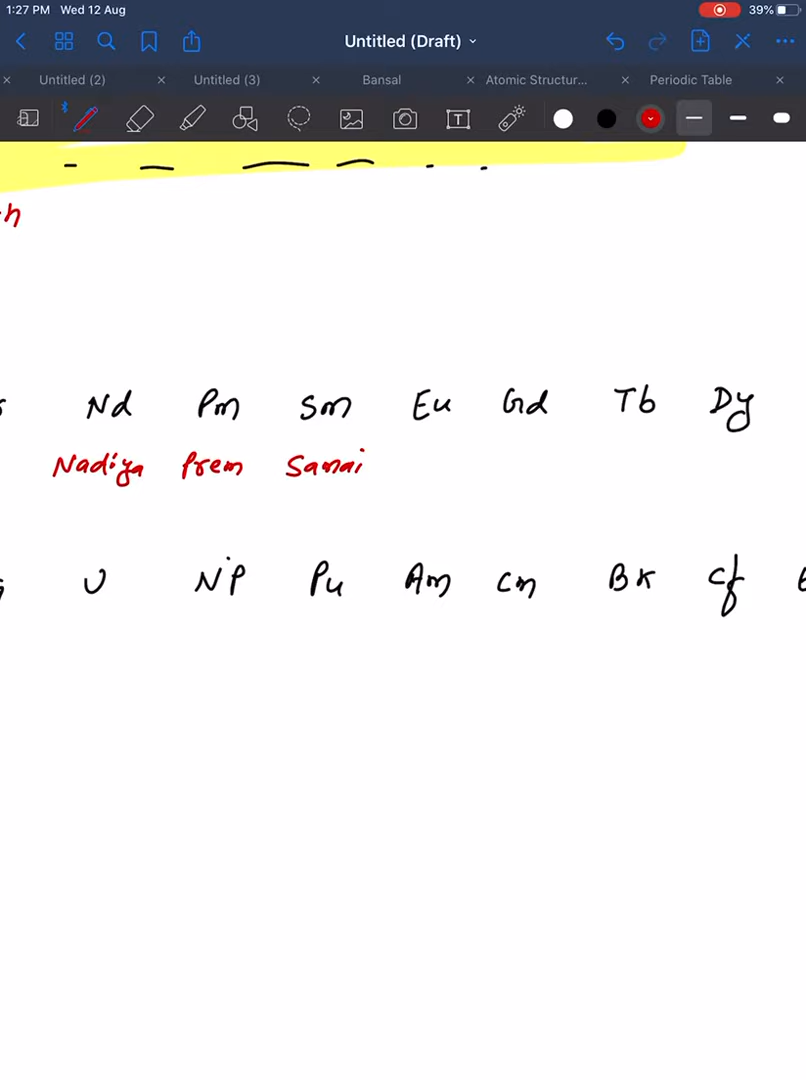 1:27 PM Wed 12 Aug 39%
Untitled (Draft)
Untitled (2) Untitled (3) Bansal Atomic Structur... Periodic Table
T
h
Nd Pm Sm Eu Gd Tb Dy
Nadiya Prem Samai
U NP Pu Am Cm BK Cf